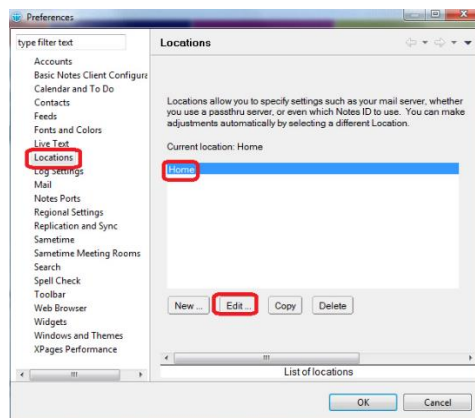 Preferences
type filter text
Accounts
Basic Notes Client Configura
Calendar and To Do
Contacts
Feeds
Fonts and Colors
Live Text
Locations
Log Settings
Mail
Notes Ports
Regional Settings
Replication and Sync
Sametime
Sametime Meeting Rooms
Search
Spell Check
Toolbar
Web Browser
Widgets
Windows and Themes
XPages Performance
Locations
Locations allow you to specify settings such as your mail server, whether
you use a passthru server, or even which Notes ID to use. You can make
adjustments automatically by selecting a different Location.
Current location: Home
Home
New ... Edit ... Copy Delete
List of locations
OK Cancel